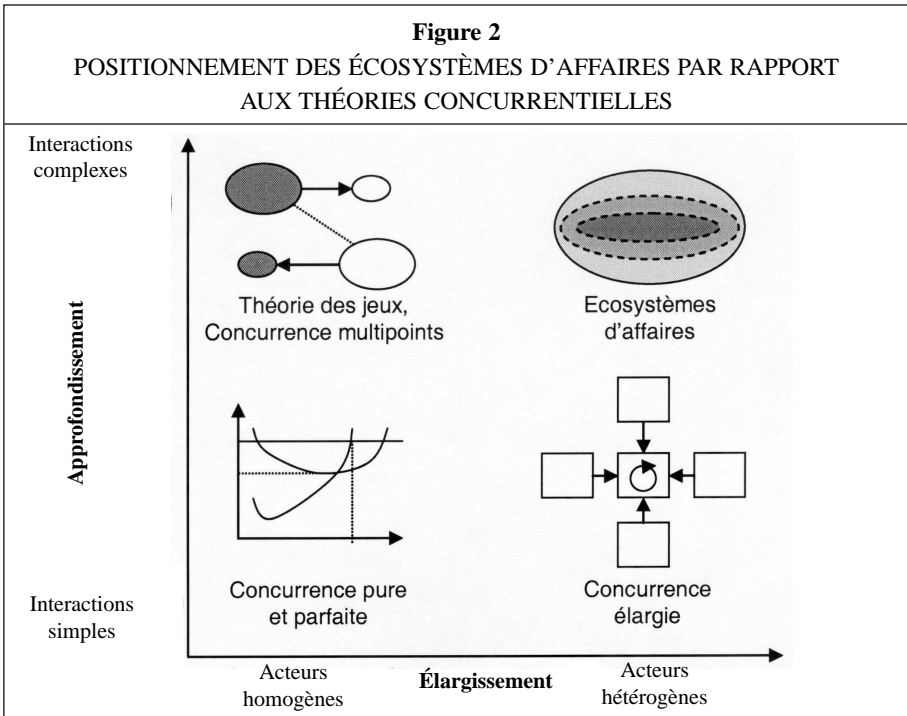 Figure 2
POSITIONNEMENT DES ÉCOSYSTÈMES D'AFFAIRES PAR RAPPORT
AUX THÉORIES CONCURRENTIELLES
Interactions
complexes
Théorie des jeux,
Concurrence multipoints
Ecosystèmes
d'affaires
Approfondissement
Concurrence pure
et parfaite
Concurrence
élargie
Interactions
simples
Acteurs
homogènes
Élargissement
Acteurs
hétérogènes